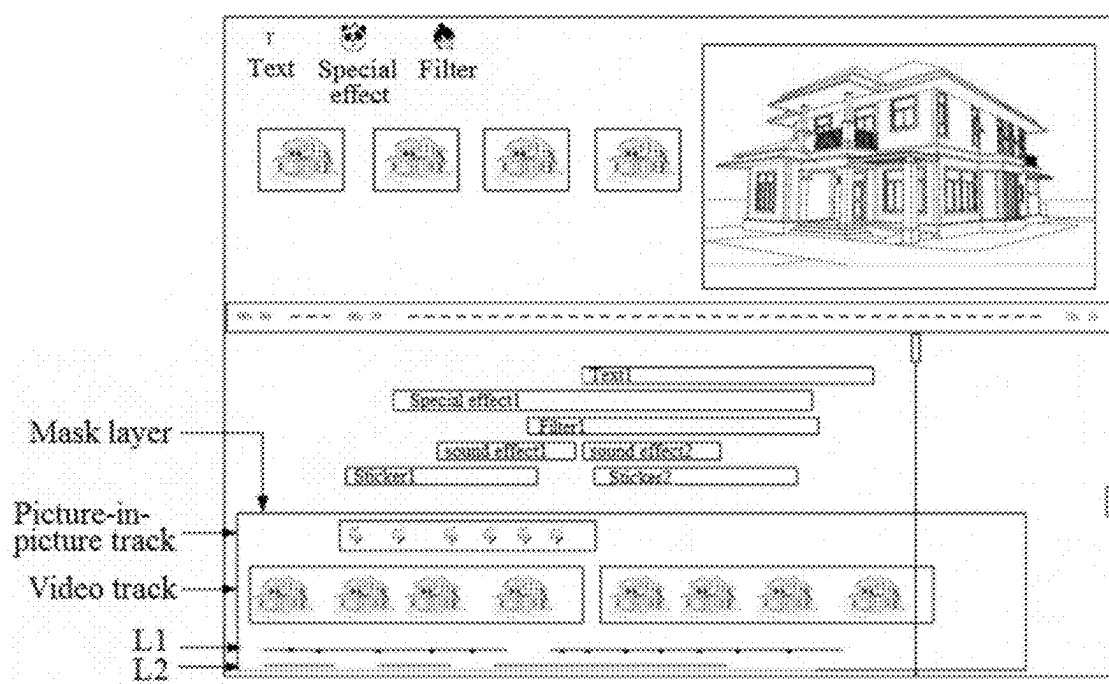 T
Text
Special effect
Filter
Text1
Special effect1
Filter1
sound effect1
sound effect2
Sticker1
Sticker2
Mask layer
Picture-in-
picture track
Video track
L1
L2